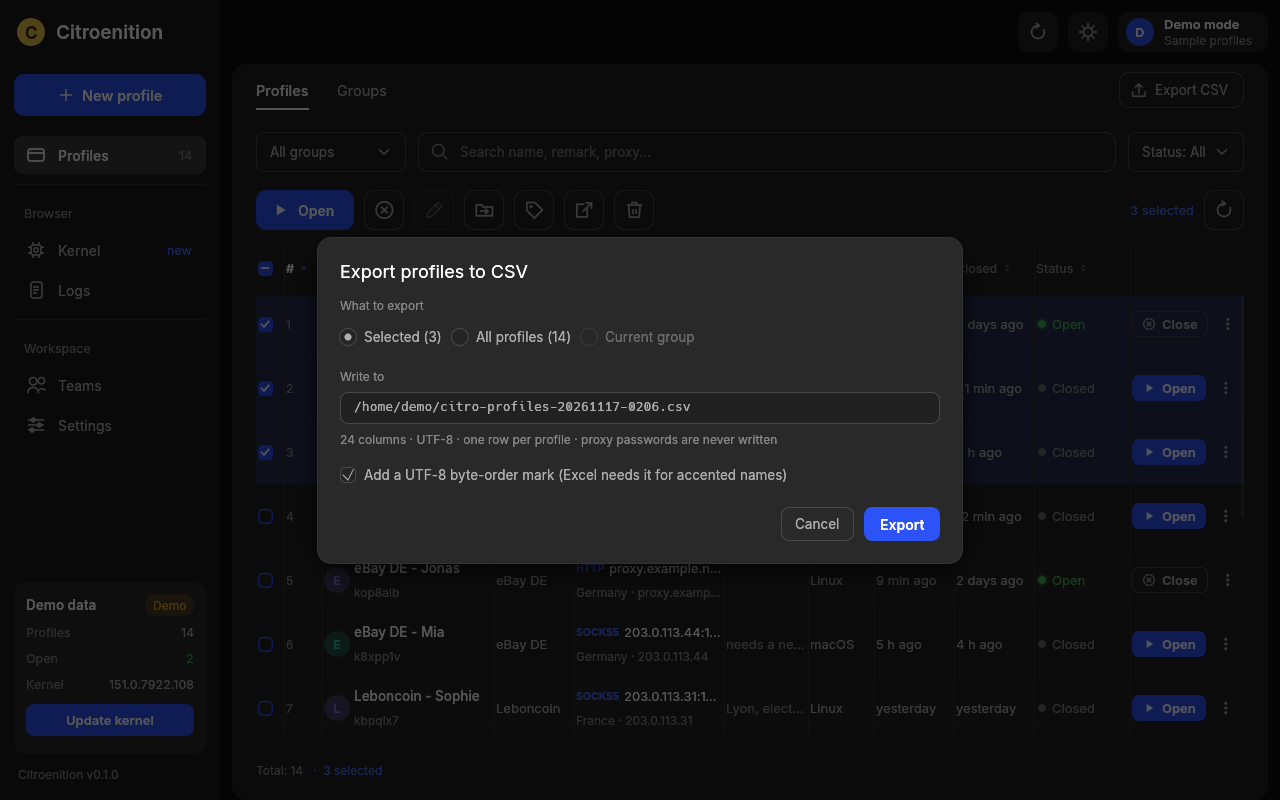 C Citroenition
Demo mode
D
Sample profiles
New profile
Profiles 14
Browser
Kernel new
Logs
Workspace
Teams
Settings
Demo data Demo
Profiles 14
Open 2
Kernel 151.0.7922.108
Update kernel
Citroenition v0.1.0
Profiles Groups Export CSV
All groups Search name, remark, proxy... Status: All
Open 3 selected
# Closed Status
1 days ago Open Close
2 1 min ago Closed Open
3 h ago Closed Open
4 2 min ago Closed Open
Export profiles to CSV
What to export
Selected (3) All profiles (14) Current group
Write to
/home/demo/citro-profiles-20261117-0206.csv
24 columns · UTF-8 · one row per profile · proxy passwords are never written
Add a UTF-8 byte-order mark (Excel needs it for accented names)
Cancel Export
eBay DE - Jonas HTTP proxy.example.n...
5 E eBay DE Linux 9 min ago 2 days ago Open Close
kop8aib Germany · proxy.examp...
eBay DE - Mia SOCKS5 203.0.113.44:1...
6 E eBay DE needs a ne... macOS 5 h ago 4 h ago Closed Open
k8xpp1v Germany · 203.0.113.44
Leboncoin - Sophie SOCKS5 203.0.113.31:1...
7 L Leboncoin Lyon, elect... Linux yesterday yesterday Closed Open
kbpqlx7 France · 203.0.113.31
Total: 14 · 3 selected